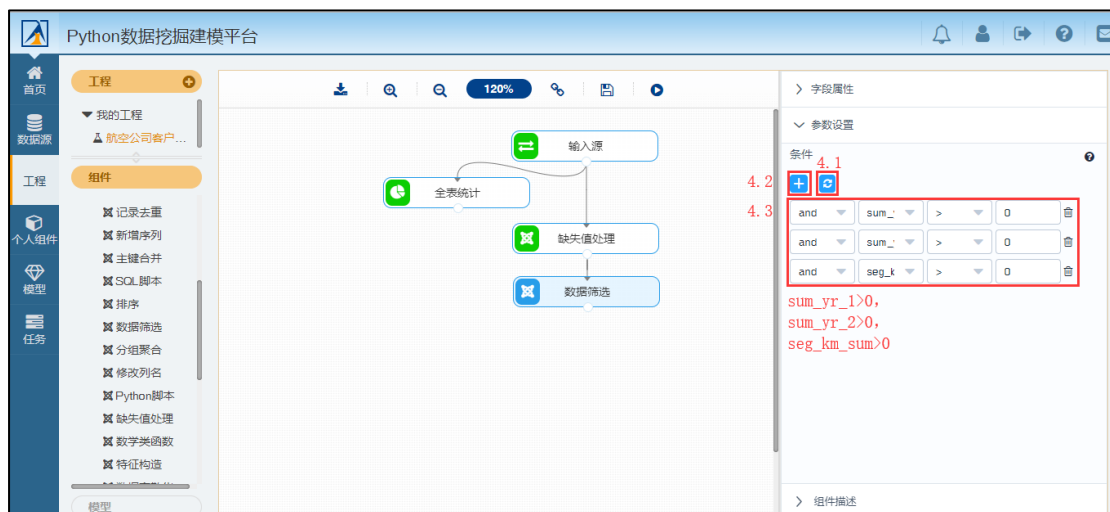 Python数据挖掘建模平台
首页
数据源
工程
个人组件
模型
任务
工程
我的工程
航空公司客户...
组件
记录去重
新增序列
主键合并
SQL脚本
排序
数据筛选
分组聚合
修改列名
Python脚本
缺失值处理
数学类函数
特征构造
模型
120%
输入源
全表统计
缺失值处理
数据筛选
字段属性
参数设置
条件
4.1
4.2
4.3
and sum_ > 0
and sum_ > 0
and seg_k > 0
sum_yr_1>0,
sum_yr_2>0,
seg_km_sum>0
组件描述